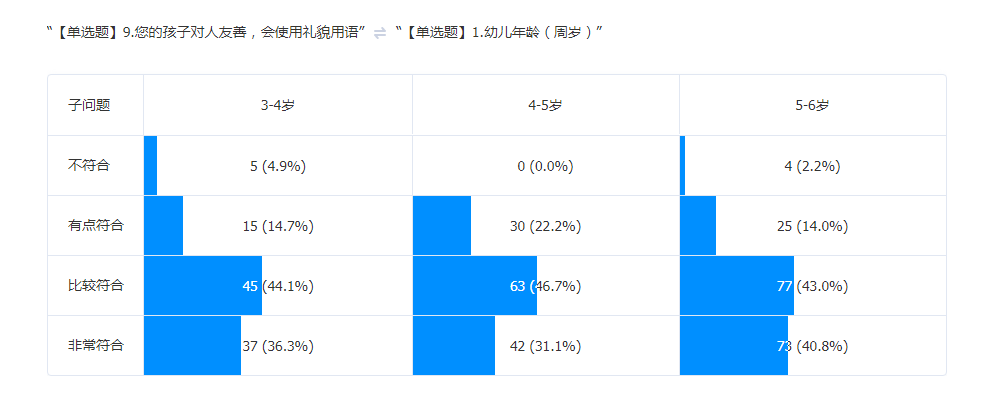 “【单选题】9.您的孩子对人友善，会使用礼貌用语” ⇌ “【单选题】1.幼儿年龄（周岁）”
子问题 3-4岁 4-5岁 5-6岁
不符合 5 (4.9%) 0 (0.0%) 4 (2.2%)
有点符合 15 (14.7%) 30 (22.2%) 25 (14.0%)
比较符合 45 (44.1%) 63 (46.7%) 77 (43.0%)
非常符合 37 (36.3%) 42 (31.1%) 73 (40.8%)